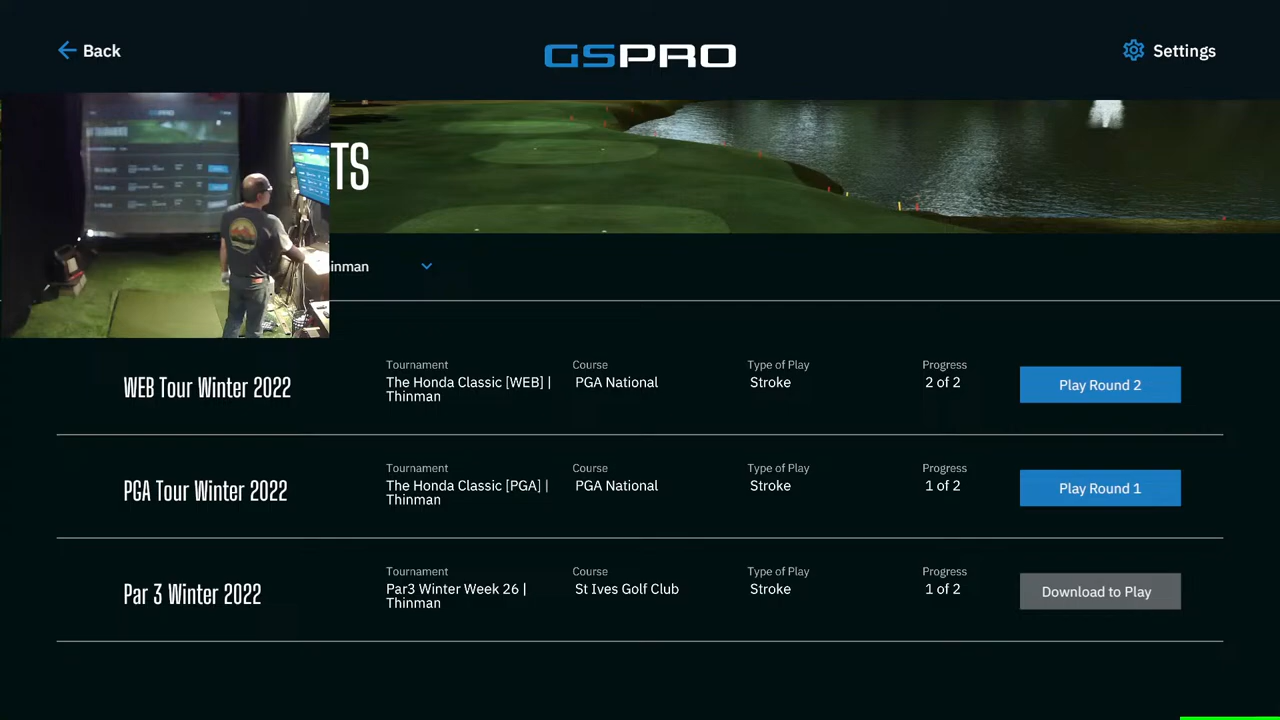 Back
GSPRO
Settings
TS
inman
Tournament
Course
Type of Play
Progress
WEB Tour Winter 2022
The Honda Classic [WEB] |
Thinman
PGA National
Stroke
2 of 2
Play Round 2
Tournament
Course
Type of Play
Progress
PGA Tour Winter 2022
The Honda Classic [PGA] |
Thinman
PGA National
Stroke
1 of 2
Play Round 1
Tournament
Course
Type of Play
Progress
Par 3 Winter 2022
Par3 Winter Week 26 |
Thinman
St Ives Golf Club
Stroke
1 of 2
Download to Play